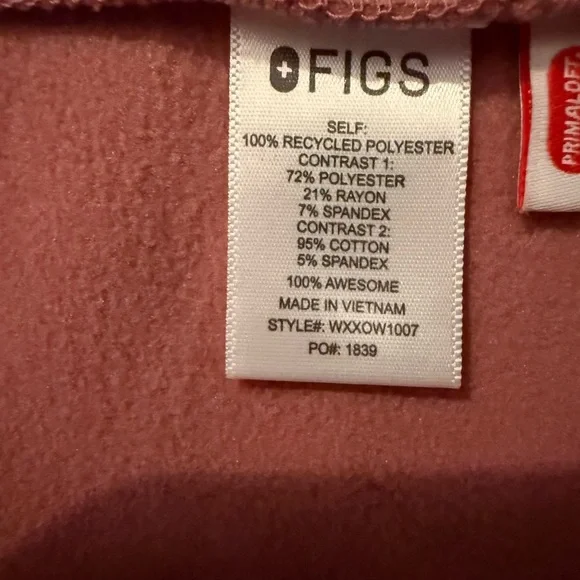 FIGS
SELF:
100% RECYCLED POLYESTER
CONTRAST 1:
72% POLYESTER
21% RAYON
7% SPANDEX
CONTRAST 2:
95% COTTON
5% SPANDEX
100% AWESOME
MADE IN VIETNAM
STYLE#: WXXOW1007
PO#: 1839
PRIMALOFT